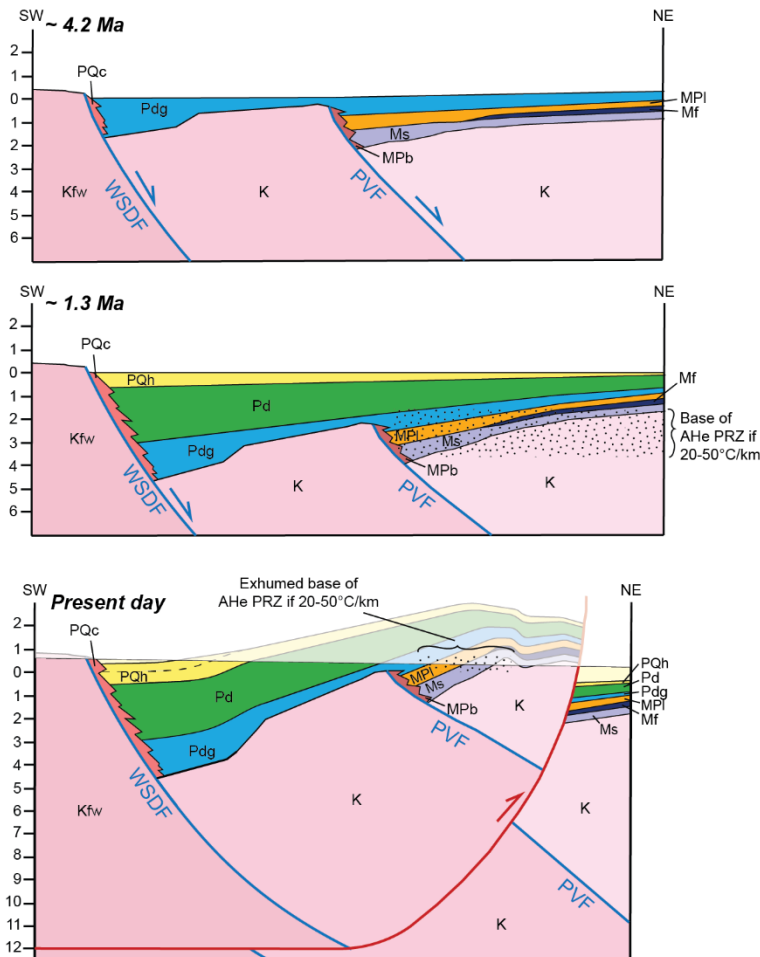 SW
NE
~ 4.2 Ma
2
1
0
1
2
3
4
5
6
PQc
Pdg
MPl
Mf
Ms
MPb
Kfw
WSDF
K
PVF
K
SW
NE
~ 1.3 Ma
2
1
0
1
2
3
4
5
6
PQc
PQh
Pd
Mf
Base of
AHe PRZ if
20-50°C/km
Kfw
Pdg
MPl
Ms
MPb
K
K
WSDF
PVF
SW
NE
Present day
Exhumed base of
AHe PRZ if 20-50°C/km
2
1
0
1
2
3
4
5
6
7
8
9
10
11
12
PQc
PQh
Pd
Pdg
MPl
Ms
MPb
K
PVF
PQh
Pd
Pdg
MPl
Mf
Ms
WSDF
Kfw
K
K
PVF
K